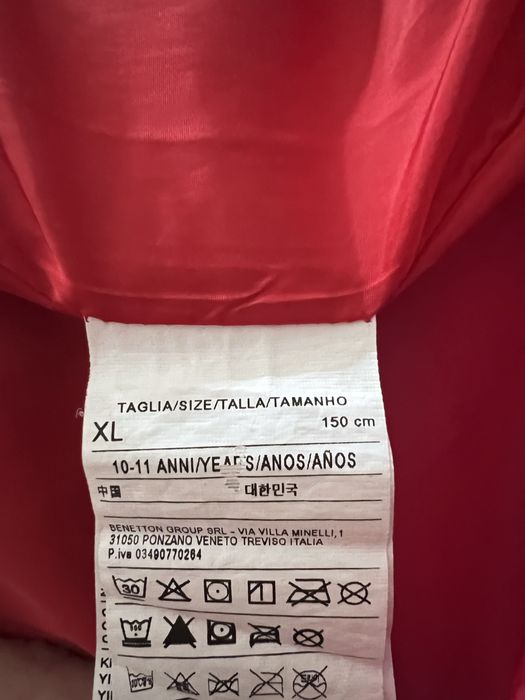 TAGLIA/SIZE/TALLA/TAMANHO
XL 150 cm
10-11 ANNI/YEARS/ANOS/AÑOS
中国 대한민국
BENETTON GROUP SRL - VIA VILLA MINELLI,1
31050 PONZANO VENETO TREVISO ITALIA
P.iva 03490770264
30